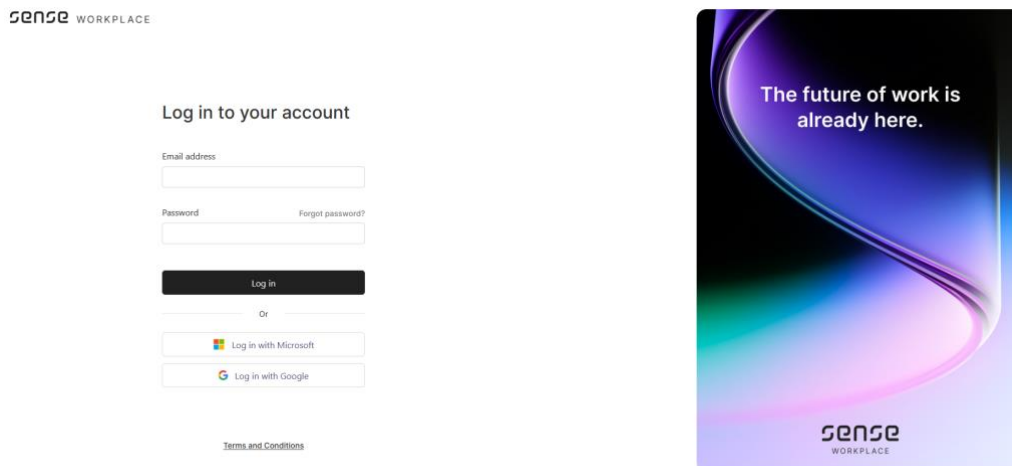 sense WORKPLACE
Log in to your account
Email address
Password
Forgot password?
Log in
Or
Log in with Microsoft
Log in with Google
Terms and Conditions
The future of work is
already here.
sense
WORKPLACE